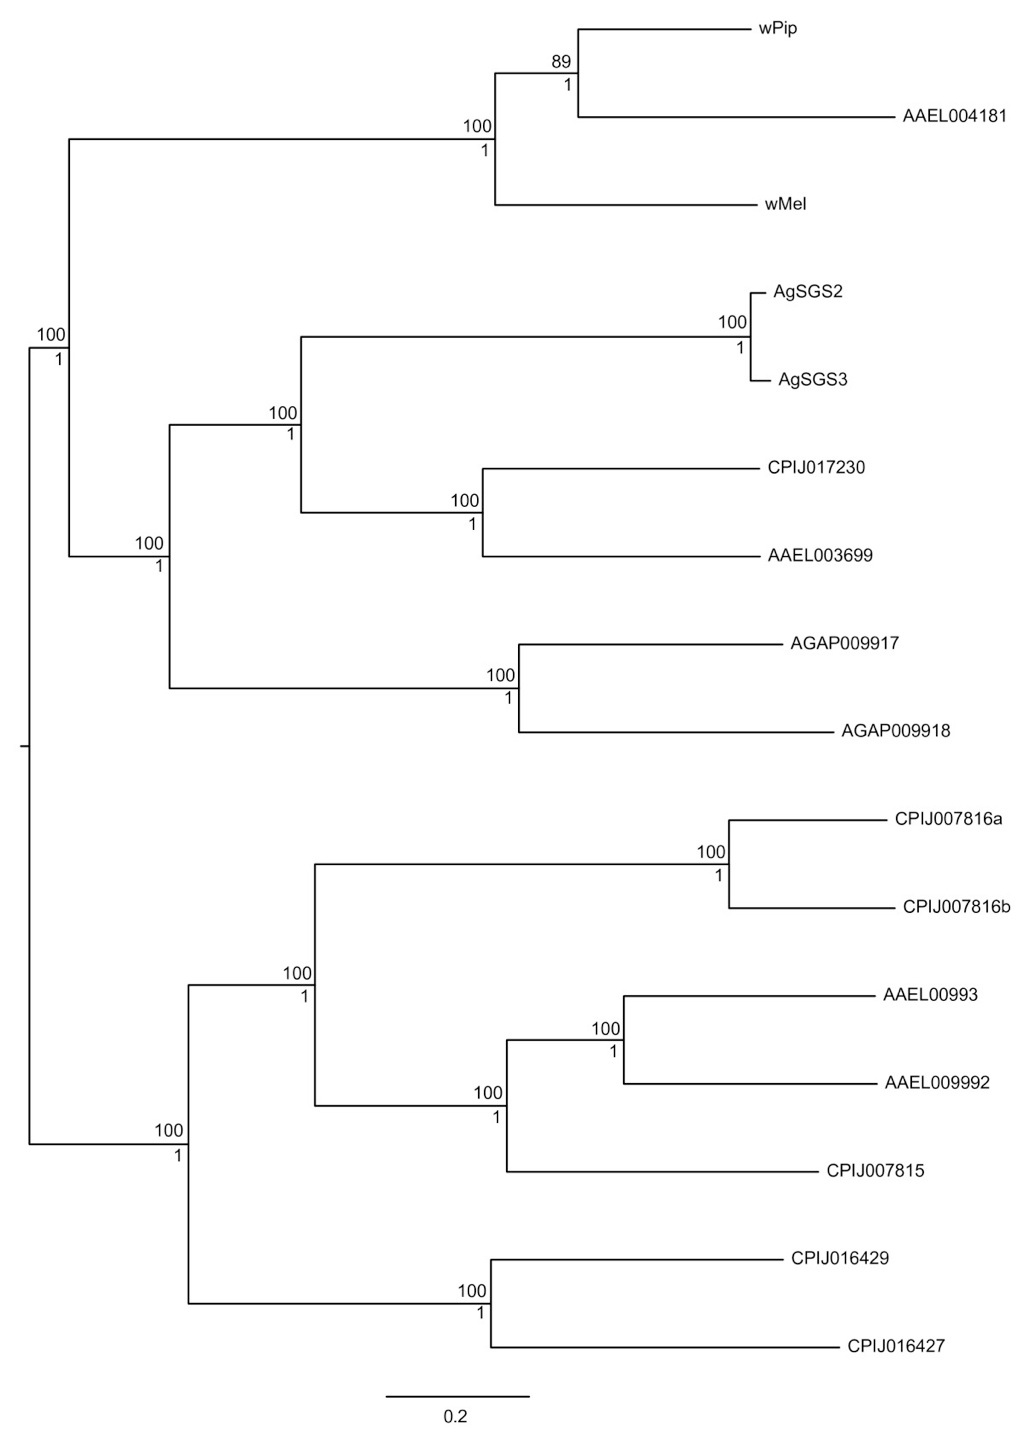 wPip
89
1
AAEL004181
100
1
wMel
AgSGS2
100
1
100
1
AgSGS3
100
1
CPIJ017230
100
1
100
1
AAEL003699
AGAP009917
100
1
AGAP009918
CPIJ007816a
100
1
CPIJ007816b
100
1
AAEL00993
100
1
AAEL009992
100
1
100
1
CPIJ007815
CPIJ016429
100
1
CPIJ016427
0.2